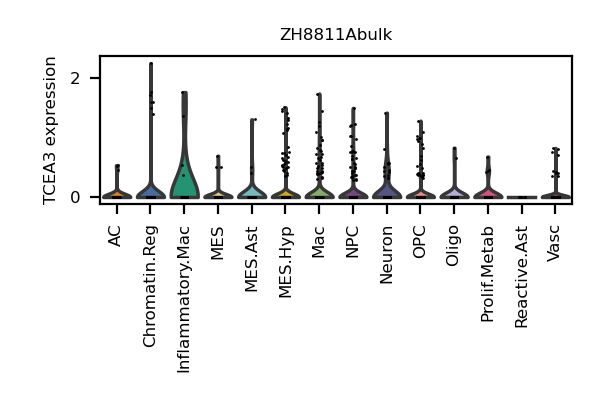 ZH8811Abulk
TCEA3 expression
2
0
AC
Chromatin.Reg
Inflammatory.Mac
MES
MES.Ast
MES.Hyp
Mac
NPC
Neuron
OPC
Oligo
Prolif.Metab
Reactive.Ast
Vasc